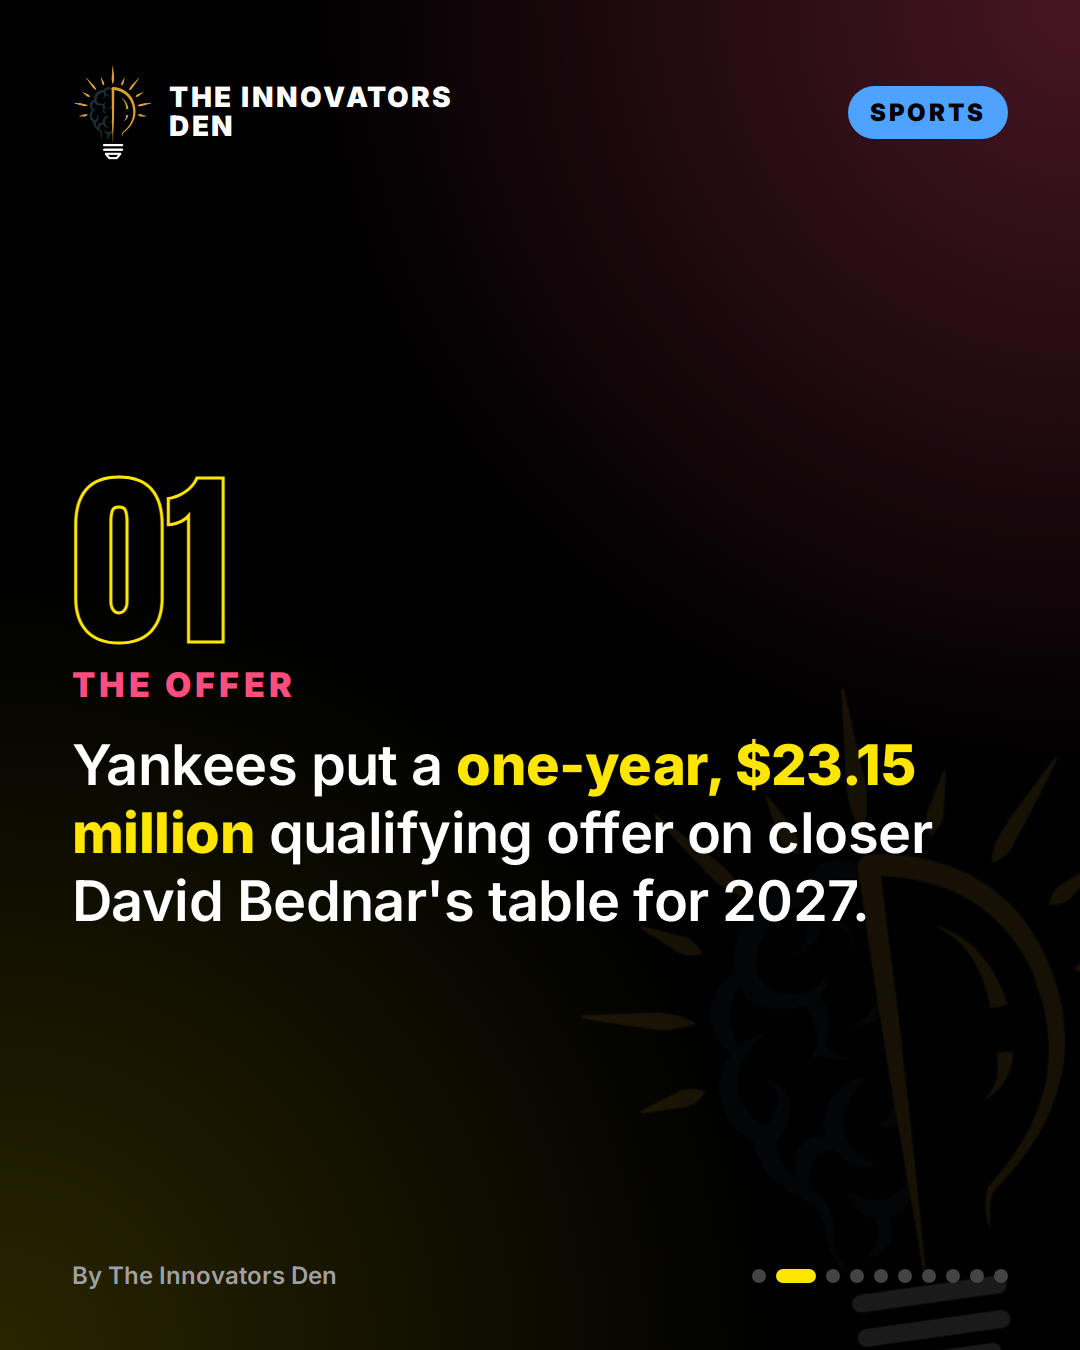 THE INNOVATORS
DEN
SPORTS
01
THE OFFER
Yankees put a one-year, $23.15
million qualifying offer on closer
David Bednar's table for 2027.
By The Innovators Den